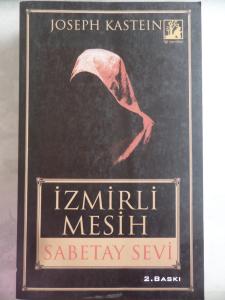 JOSEPH KASTEIN
İZMİRLİ
MESİH
SABETAY SEVİ
2.BASKI